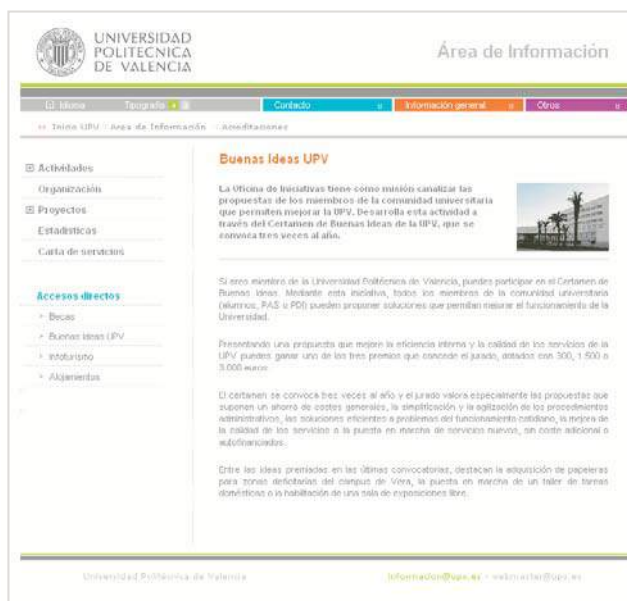 UNIVERSIDAD
POLITECNICA
DE VALENCIA
Área de Información
Idioma Tipografía
Contacto
Información general
Otros
Inicio UPV : Área de Información : Acreditaciones
Actividades
Organización
Proyectos
Estadísticas
Carta de servicios
Accesos directos
Becas
Buenas Ideas UPV
Infoturismo
Alojamientos
Buenas Ideas UPV
La Oficina de Iniciativas tiene como misión canalizar las
propuestas de los miembros de la comunidad universitaria
que permiten mejorar la UPV. Desarrolla esta actividad a
través del Certamen de Buenas Ideas de la UPV, que se
convoca tres veces al año.
Si eres miembro de la Universidad Politécnica de Valencia, puedes participar en el Certamen de
Buenas Ideas. Mediante esta iniciativa, todos los miembros de la comunidad universitaria
(alumnos, PAS o PDI) pueden proponer soluciones que permitan mejorar el funcionamiento de la
Universidad.
Presentando una propuesta que mejore la eficiencia interna y la calidad de los servicios de la
UPV puedes ganar uno de los tres premios que concede el jurado, dotados con 300, 1.500 o
3.000 euros.
El certamen se convoca tres veces al año y el jurado valora especialmente las propuestas que
suponen un ahorro de costes generales, la simplificación y la agilización de los procedimientos
administrativos, las soluciones eficientes a problemas del funcionamiento cotidiano, la mejora de
la calidad de los servicios o la puesta en marcha de servicios nuevos, sin coste adicional o
autofinanciados.
Entre las ideas premiadas en las últimas convocatorias, destacan la adquisición de papeleras
para zonas deficitarias del campus de Vera, la puesta en marcha de un taller de tareas
domésticas o la habilitación de una sala de exposiciones libre.
Universidad Politécnica de Valencia
informacion@upv.es - webmaster@upv.es